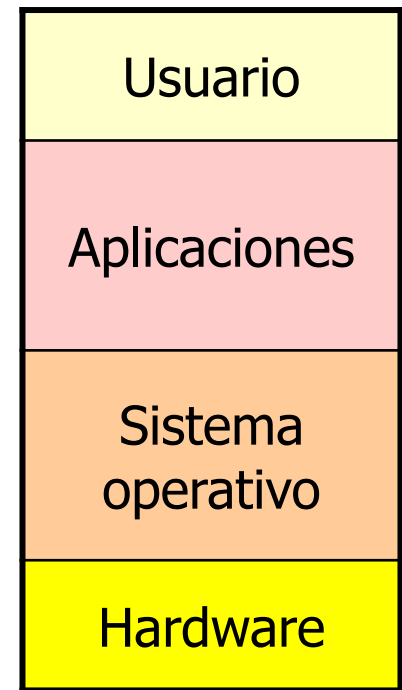 Usuario
Aplicaciones
Sistema
operativo
Hardware